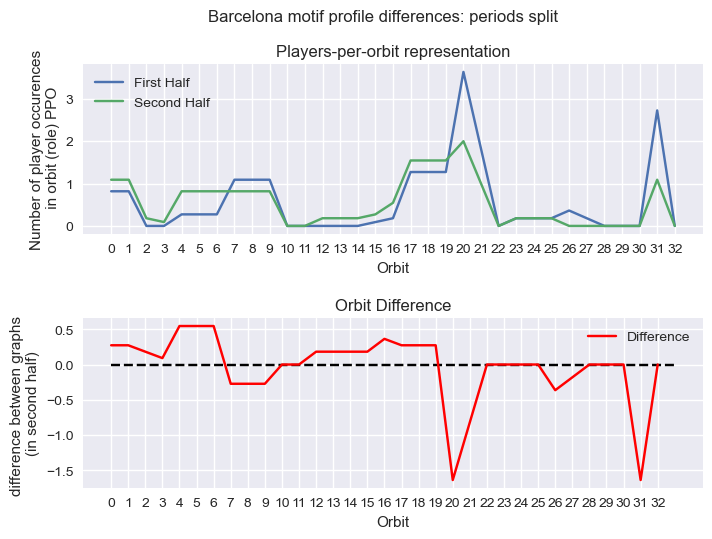 Barcelona motif profile differences: periods split
Players-per-orbit representation
Number of player occurences
in orbit (role) PPO
First Half
Second Half
3
2
1
0
0 1 2 3 4 5 6 7 8 9 10 11 12 13 14 15 16 17 18 19 20 21 22 23 24 25 26 27 28 29 30 31 32
Orbit
Orbit Difference
difference between graphs
(in second half)
Difference
0.5
0.0
−0.5
−1.0
−1.5
0 1 2 3 4 5 6 7 8 9 10 11 12 13 14 15 16 17 18 19 20 21 22 23 24 25 26 27 28 29 30 31 32
Orbit